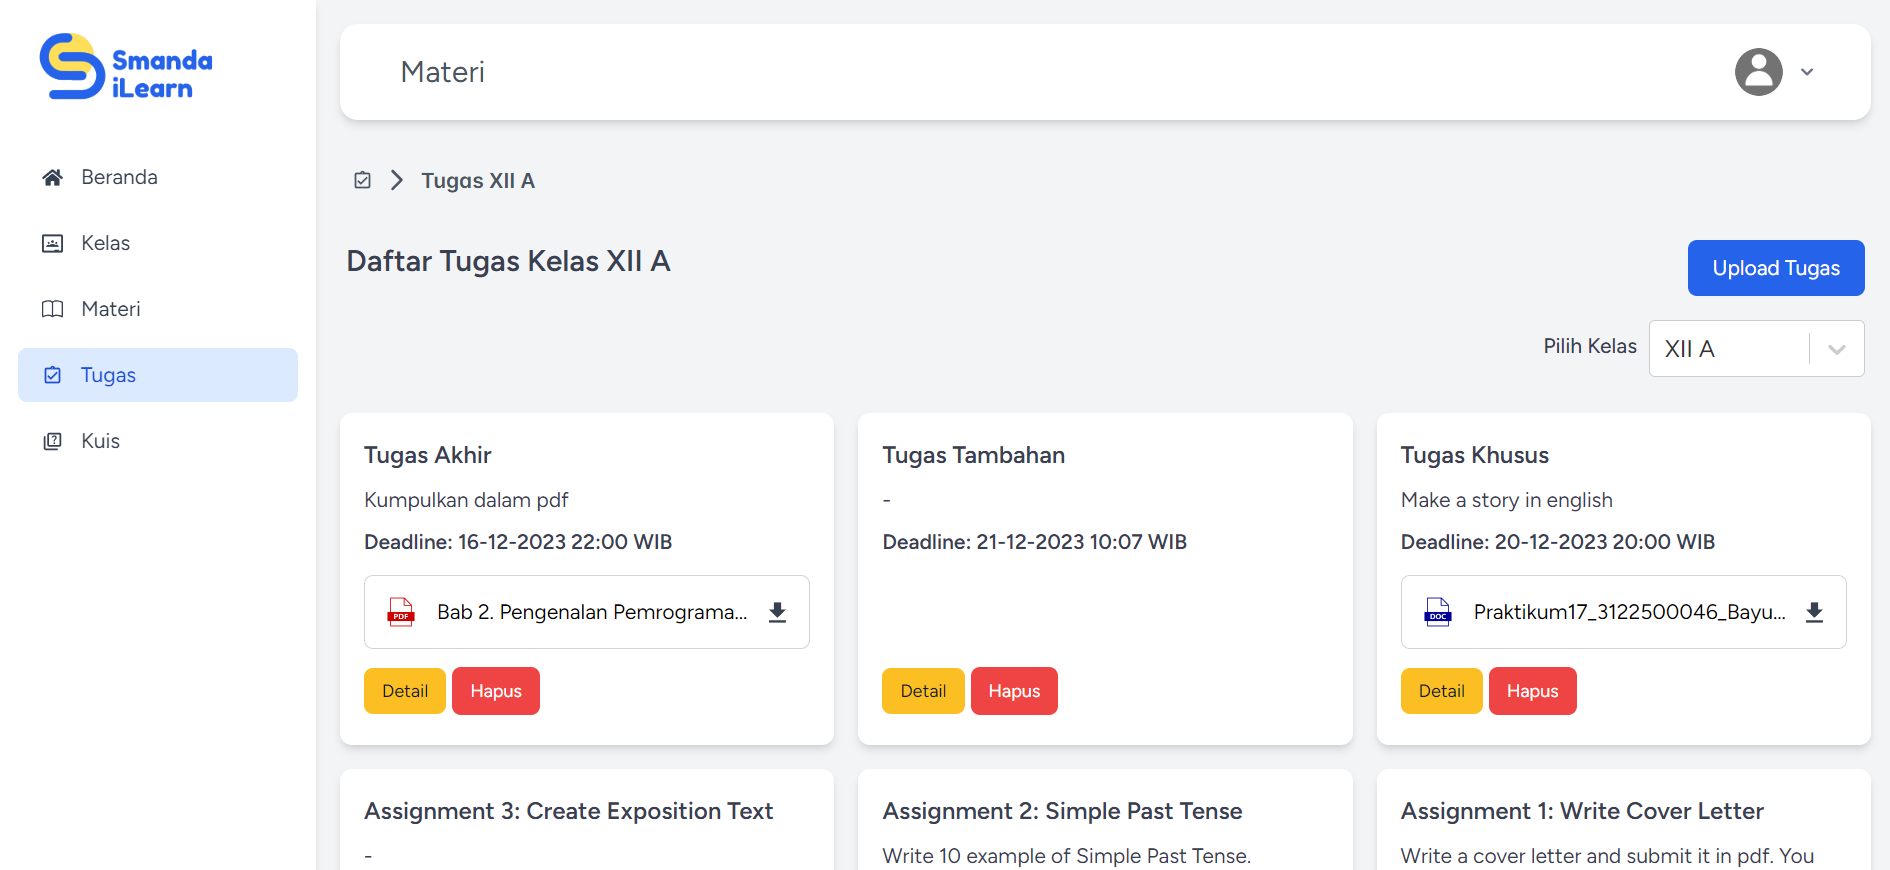 Smanda
iLearn
Beranda
Kelas
Materi
Tugas
Kuis
Materi
Tugas XII A
Daftar Tugas Kelas XII A
Upload Tugas
Pilih Kelas
XII A
Tugas Akhir
Kumpulkan dalam pdf
Deadline: 16-12-2023 22:00 WIB
PDF
Bab 2. Pengenalan Pemrograma...
Detail
Hapus
Tugas Tambahan
-
Deadline: 21-12-2023 10:07 WIB
Detail
Hapus
Tugas Khusus
Make a story in english
Deadline: 20-12-2023 20:00 WIB
DOC
Praktikum17_3122500046_Bayu...
Detail
Hapus
Assignment 3: Create Exposition Text
-
Assignment 2: Simple Past Tense
Write 10 example of Simple Past Tense.
Assignment 1: Write Cover Letter
Write a cover letter and submit it in pdf. You